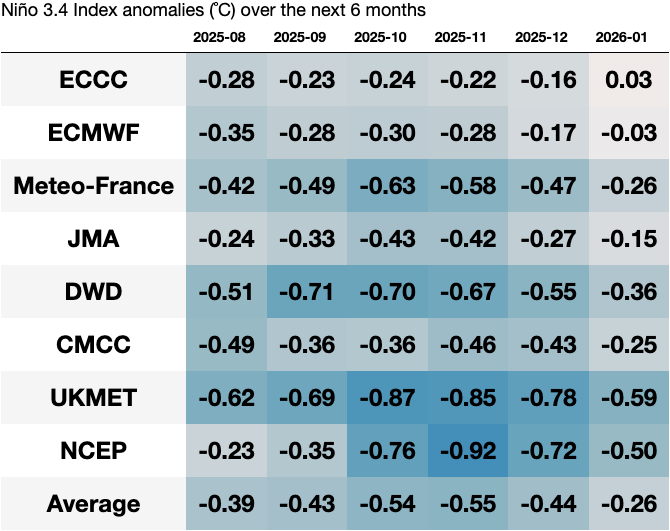 Niño 3.4 Index anomalies (°C) over the next 6 months
2025-08 2025-09 2025-10 2025-11 2025-12 2026-01
ECCC -0.28 -0.23 -0.24 -0.22 -0.16 0.03
ECMWF -0.35 -0.28 -0.30 -0.28 -0.17 -0.03
Meteo-France -0.42 -0.49 -0.63 -0.58 -0.47 -0.26
JMA -0.24 -0.33 -0.43 -0.42 -0.27 -0.15
DWD -0.51 -0.71 -0.70 -0.67 -0.55 -0.36
CMCC -0.49 -0.36 -0.36 -0.46 -0.43 -0.25
UKMET -0.62 -0.69 -0.87 -0.85 -0.78 -0.59
NCEP -0.23 -0.35 -0.76 -0.92 -0.72 -0.50
Average -0.39 -0.43 -0.54 -0.55 -0.44 -0.26